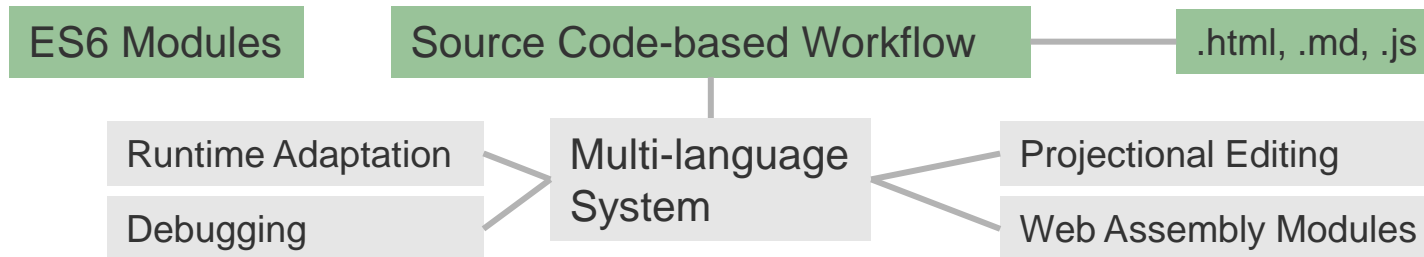 ES6 Modules
Source Code-based Workflow
.html, .md, .js
Runtime Adaptation
Multi-language
System
Projectional Editing
Debugging
Web Assembly Modules